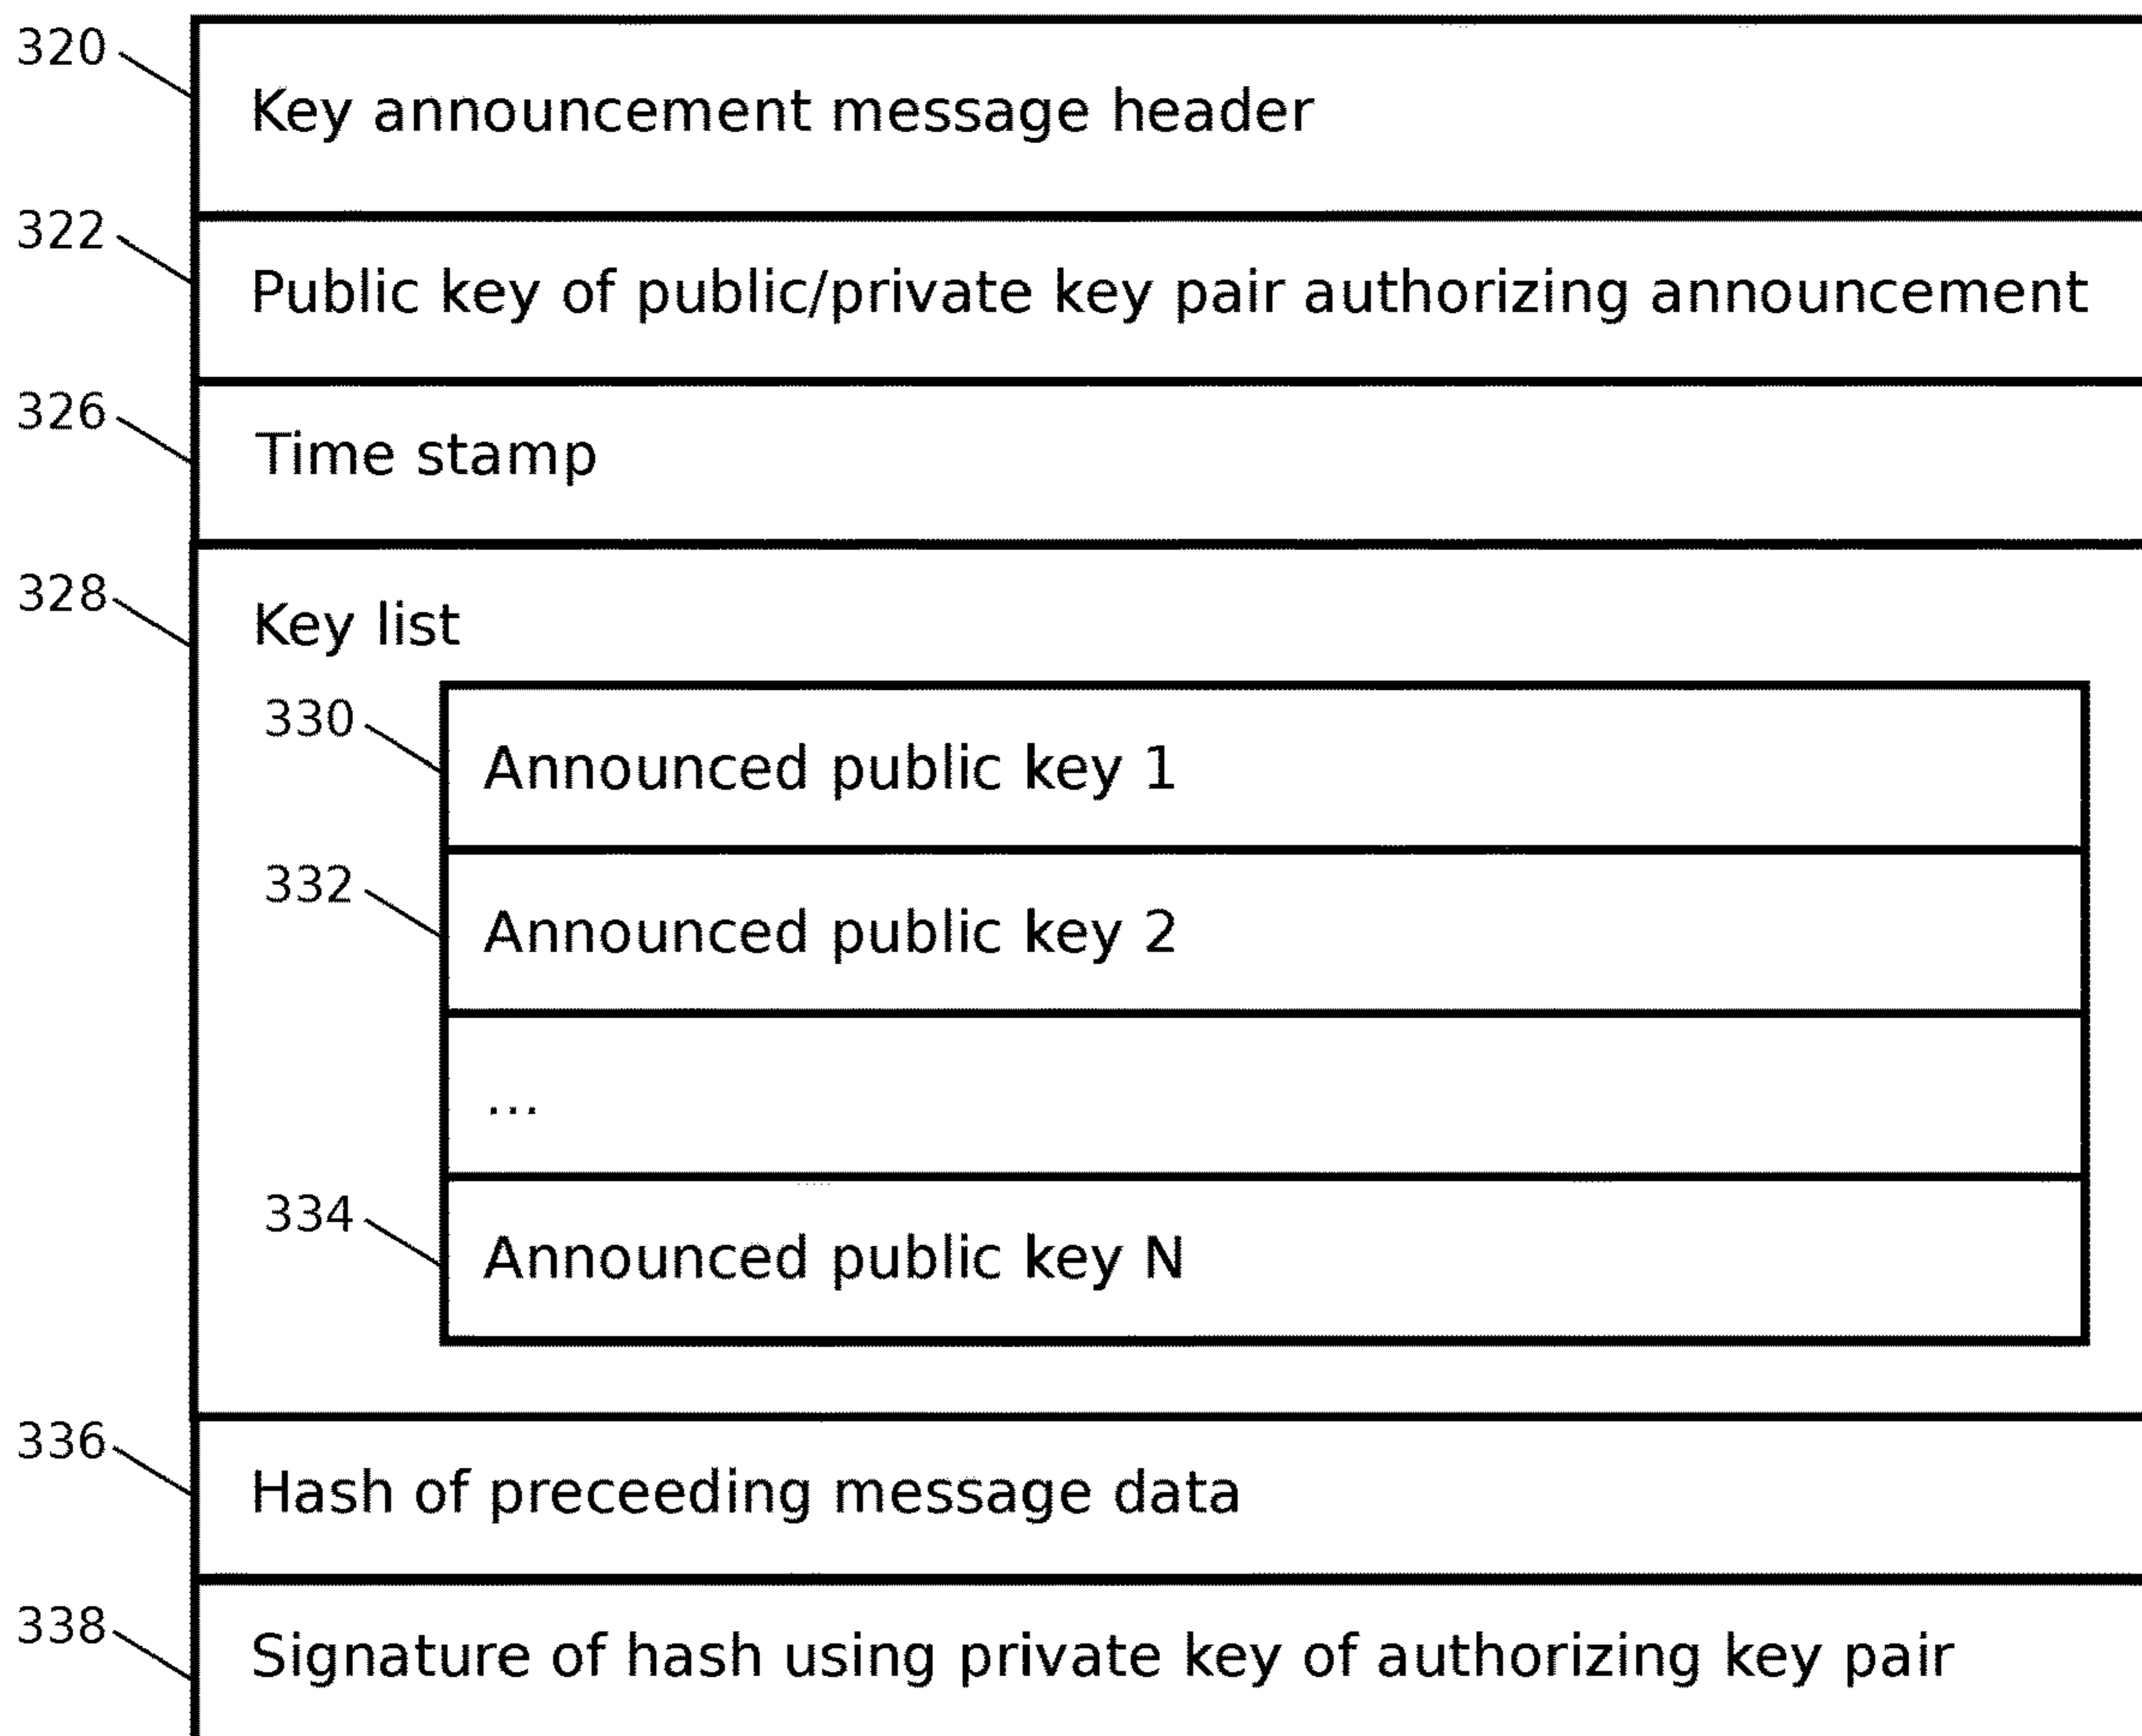 320
Key announcement message header
322
Public key of public/private key pair authorizing announcement
326
Time stamp
328
Key list
330
Announced public key 1
332
Announced public key 2
...
334
Announced public key N
336
Hash of preceeding message data
338
Signature of hash using private key of authorizing key pair